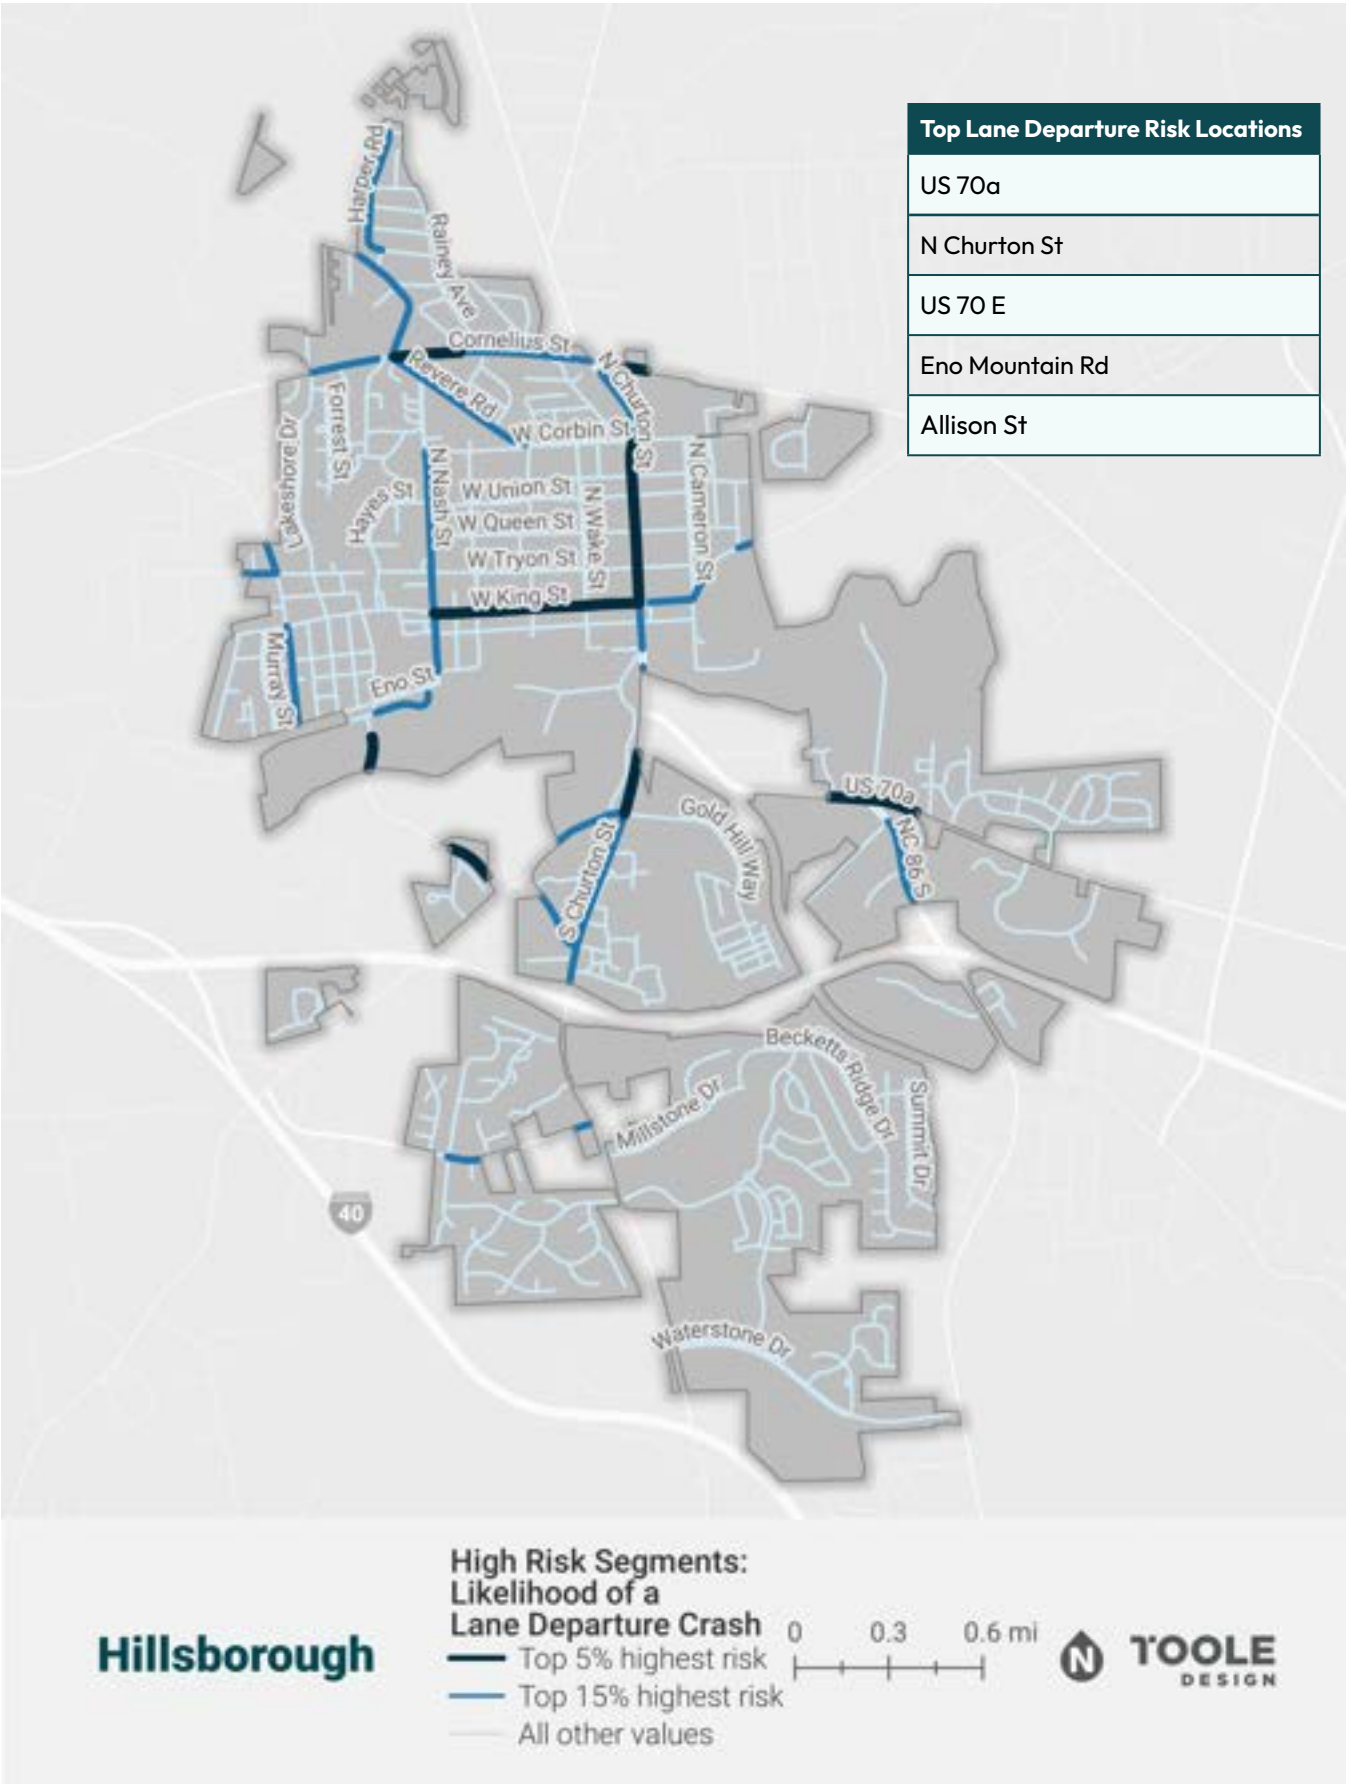 Top Lane Departure Risk Locations
US 70a
N Churton St
US 70 E
Eno Mountain Rd
Allison St
Harper Rd
Rainey Ave
Cornelius St
Revere Rd
N Churton St
Forrest St
W Corbin St
Lakeshore Dr
N Nash St
N Cameron St
Hayes St
W Union St
N Wake St
W Queen St
W Tryon St
W King St
Murray St
Eno St
US 70a
Gold Hill Way
NC 86 S
S Churton St
Becketts Ridge Dr
Millstone Dr
Summit Dr
40
Waterstone Dr
High Risk Segments:
Likelihood of a
Lane Departure Crash
Top 5% highest risk
Top 15% highest risk
All other values
Hillsborough
0 0.3 0.6 mi
N
TOOLE
DESIGN